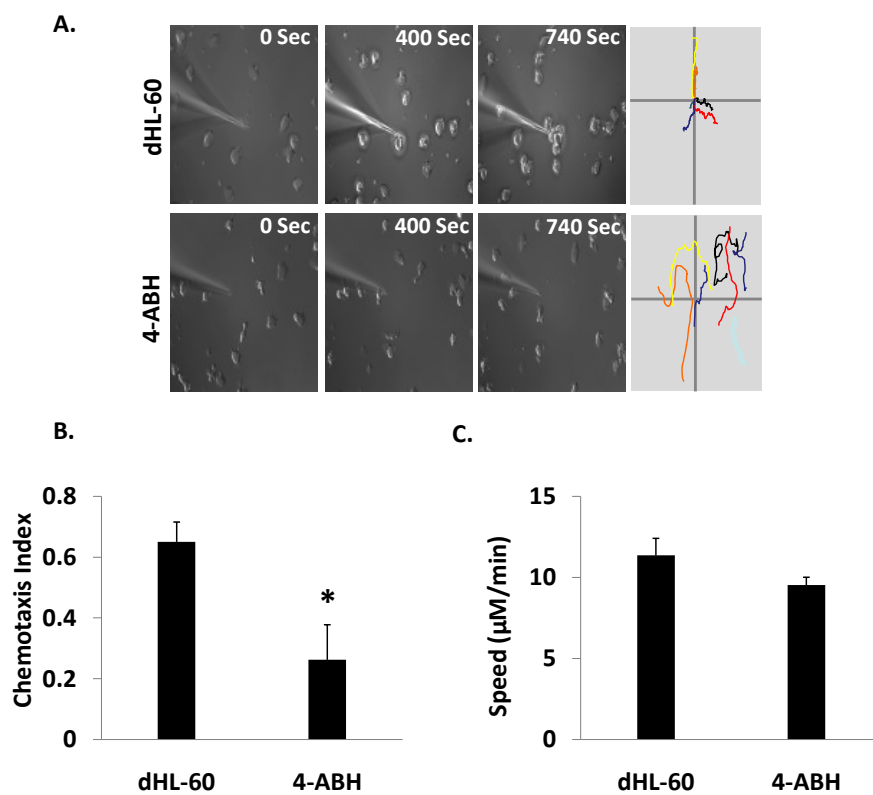 A.
0 Sec 400 Sec 740 Sec
dHL-60
0 Sec 400 Sec 740 Sec
4-ABH
B.
Chemotaxis Index
0.8
0.6
0.4
0.2
0
*
dHL-60 4-ABH
C.
Speed (µM/min)
15
10
5
0
dHL-60 4-ABH